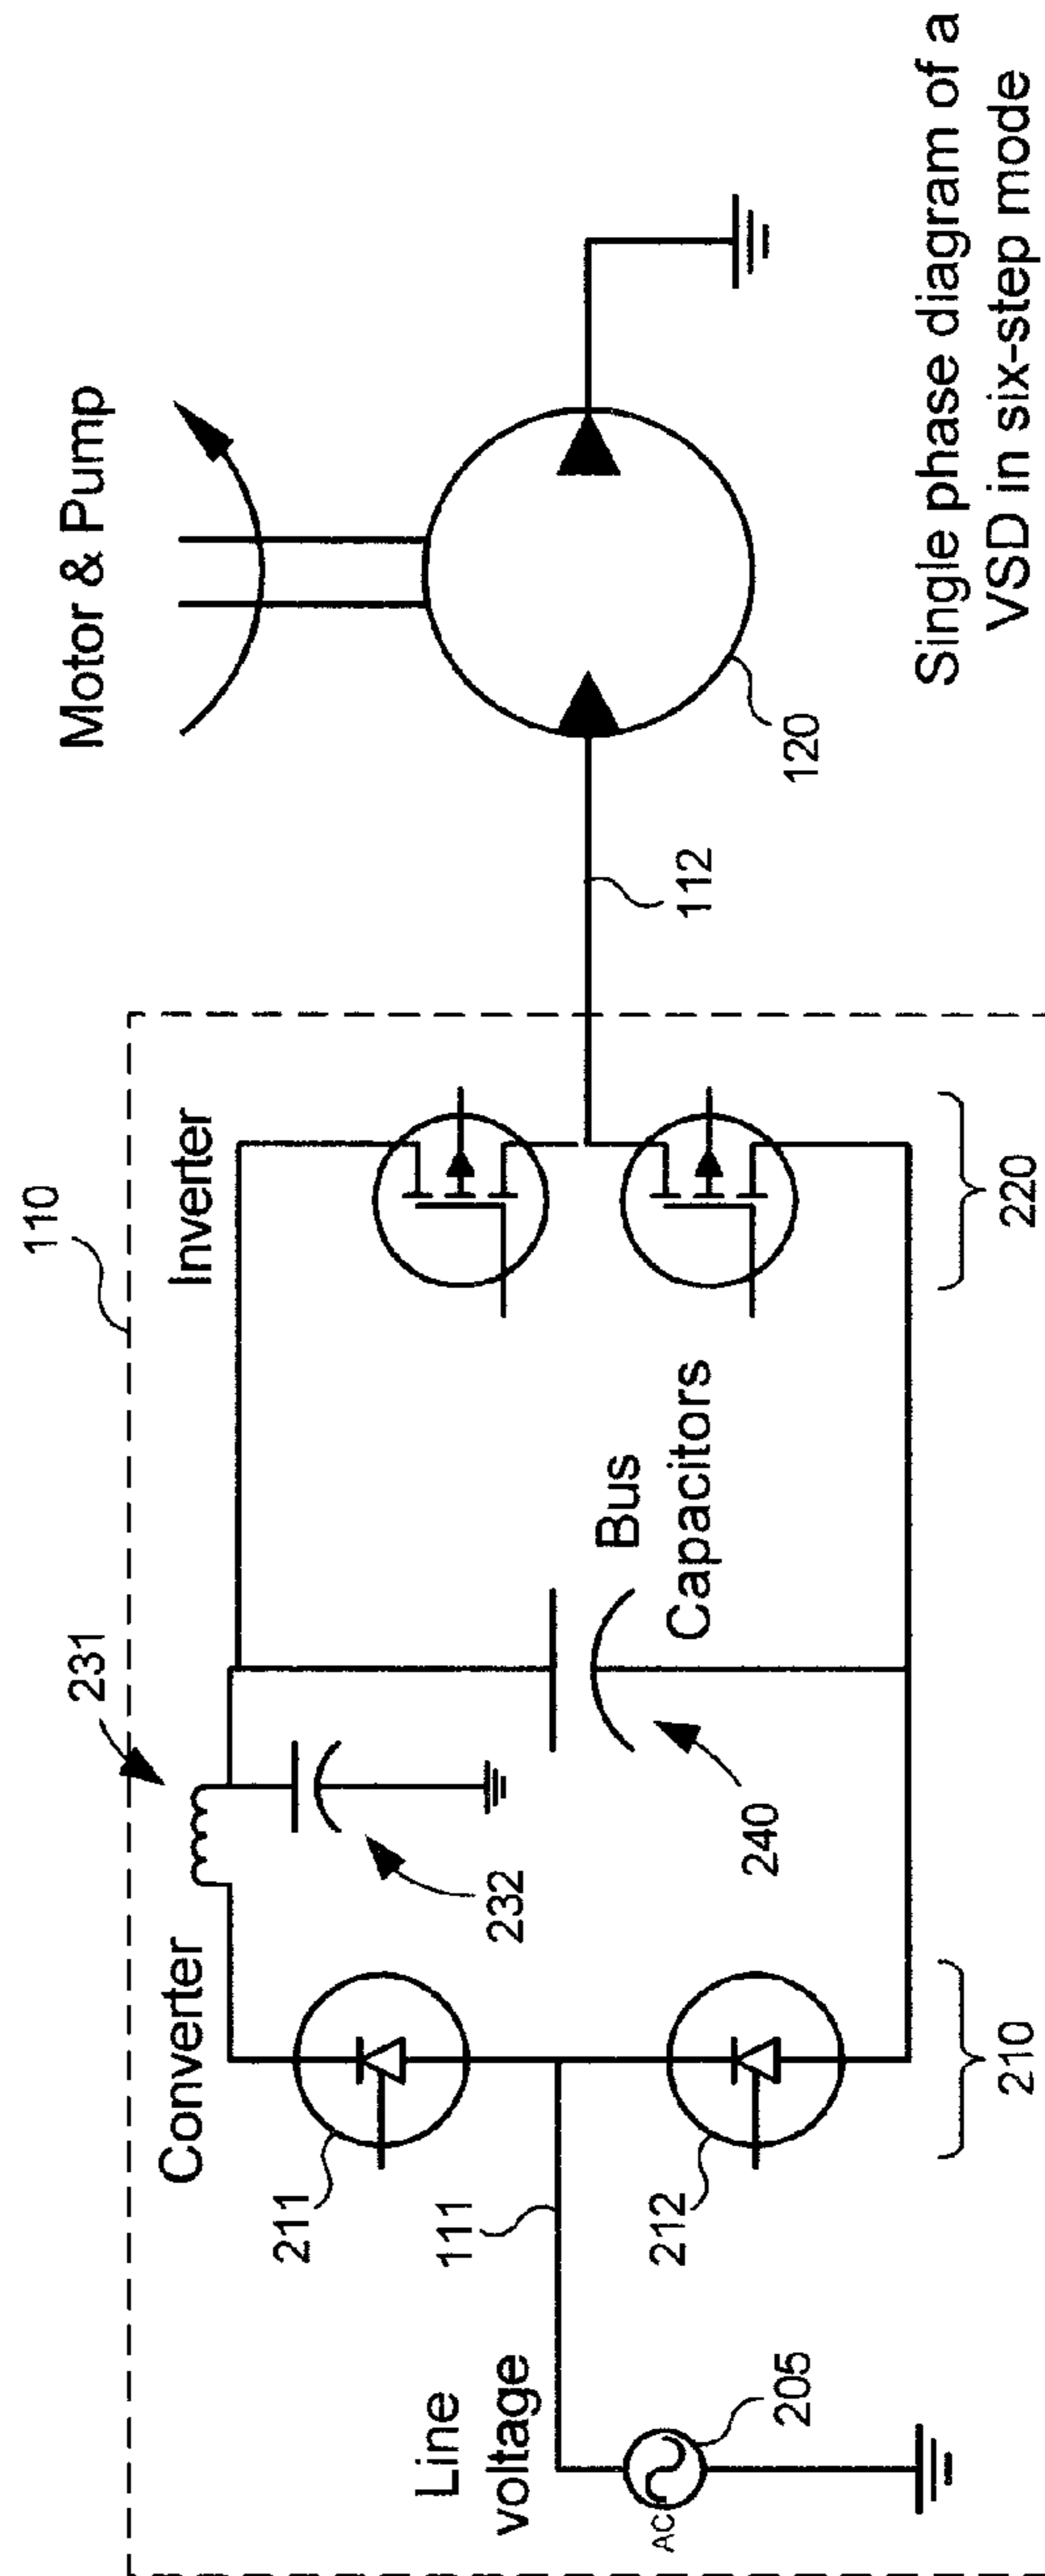 110
Motor & Pump
Converter
231
Inverter
211
232
Line
voltage
111
Bus
Capacitors
112
AC
205
212
240
120
210
220
Single phase diagram of a
VSD in six-step mode